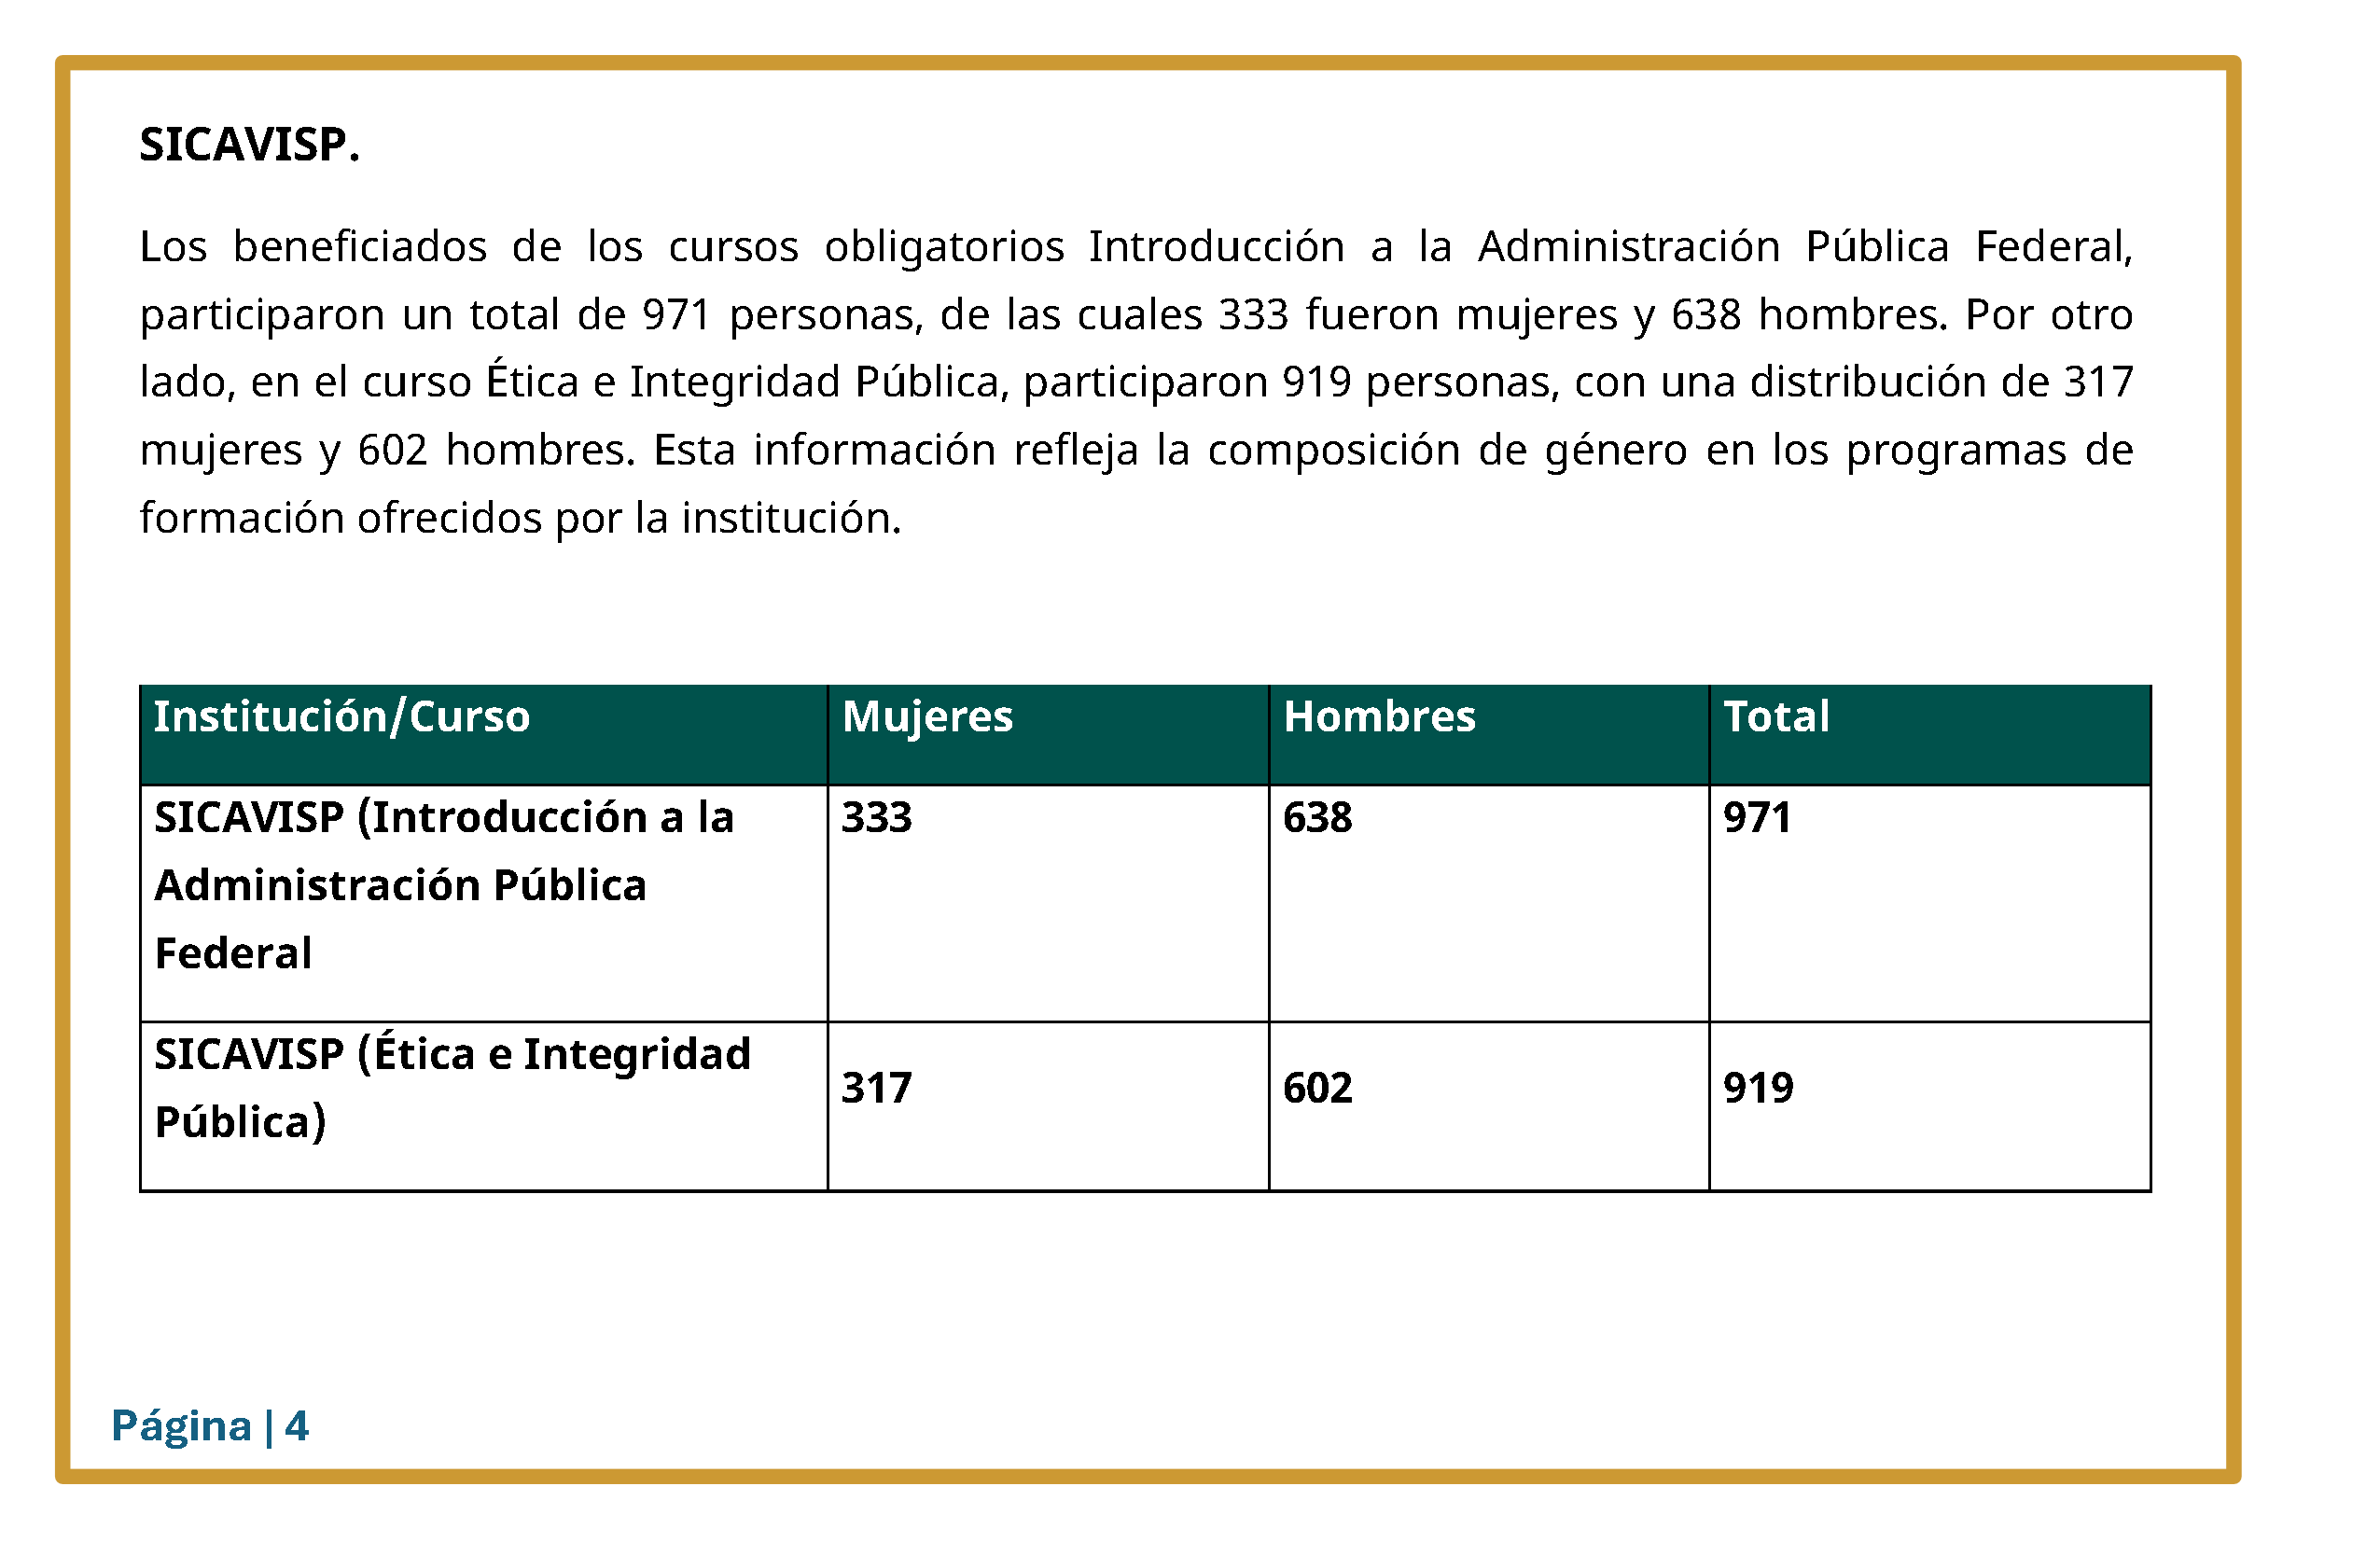 SICAVISP.
Los beneficiados de los cursos obligatorios Introducción a la Administración Pública Federal,
participaron un total de 971 personas, de las cuales 333 fueron mujeres y 638 hombres. Por otro
lado, en el curso Ética e Integridad Pública, participaron 919 personas, con una distribución de 317
mujeres y 602 hombres. Esta información refleja la composición de género en los programas de
formación ofrecidos por la institución.
Institución/Curso Mujeres Hombres Total
SICAVISP (Introducción a la 333 638 971
Administración Pública
Federal
SICAVISP (Ética e Integridad
Pública) 317 602 919
Página | 4